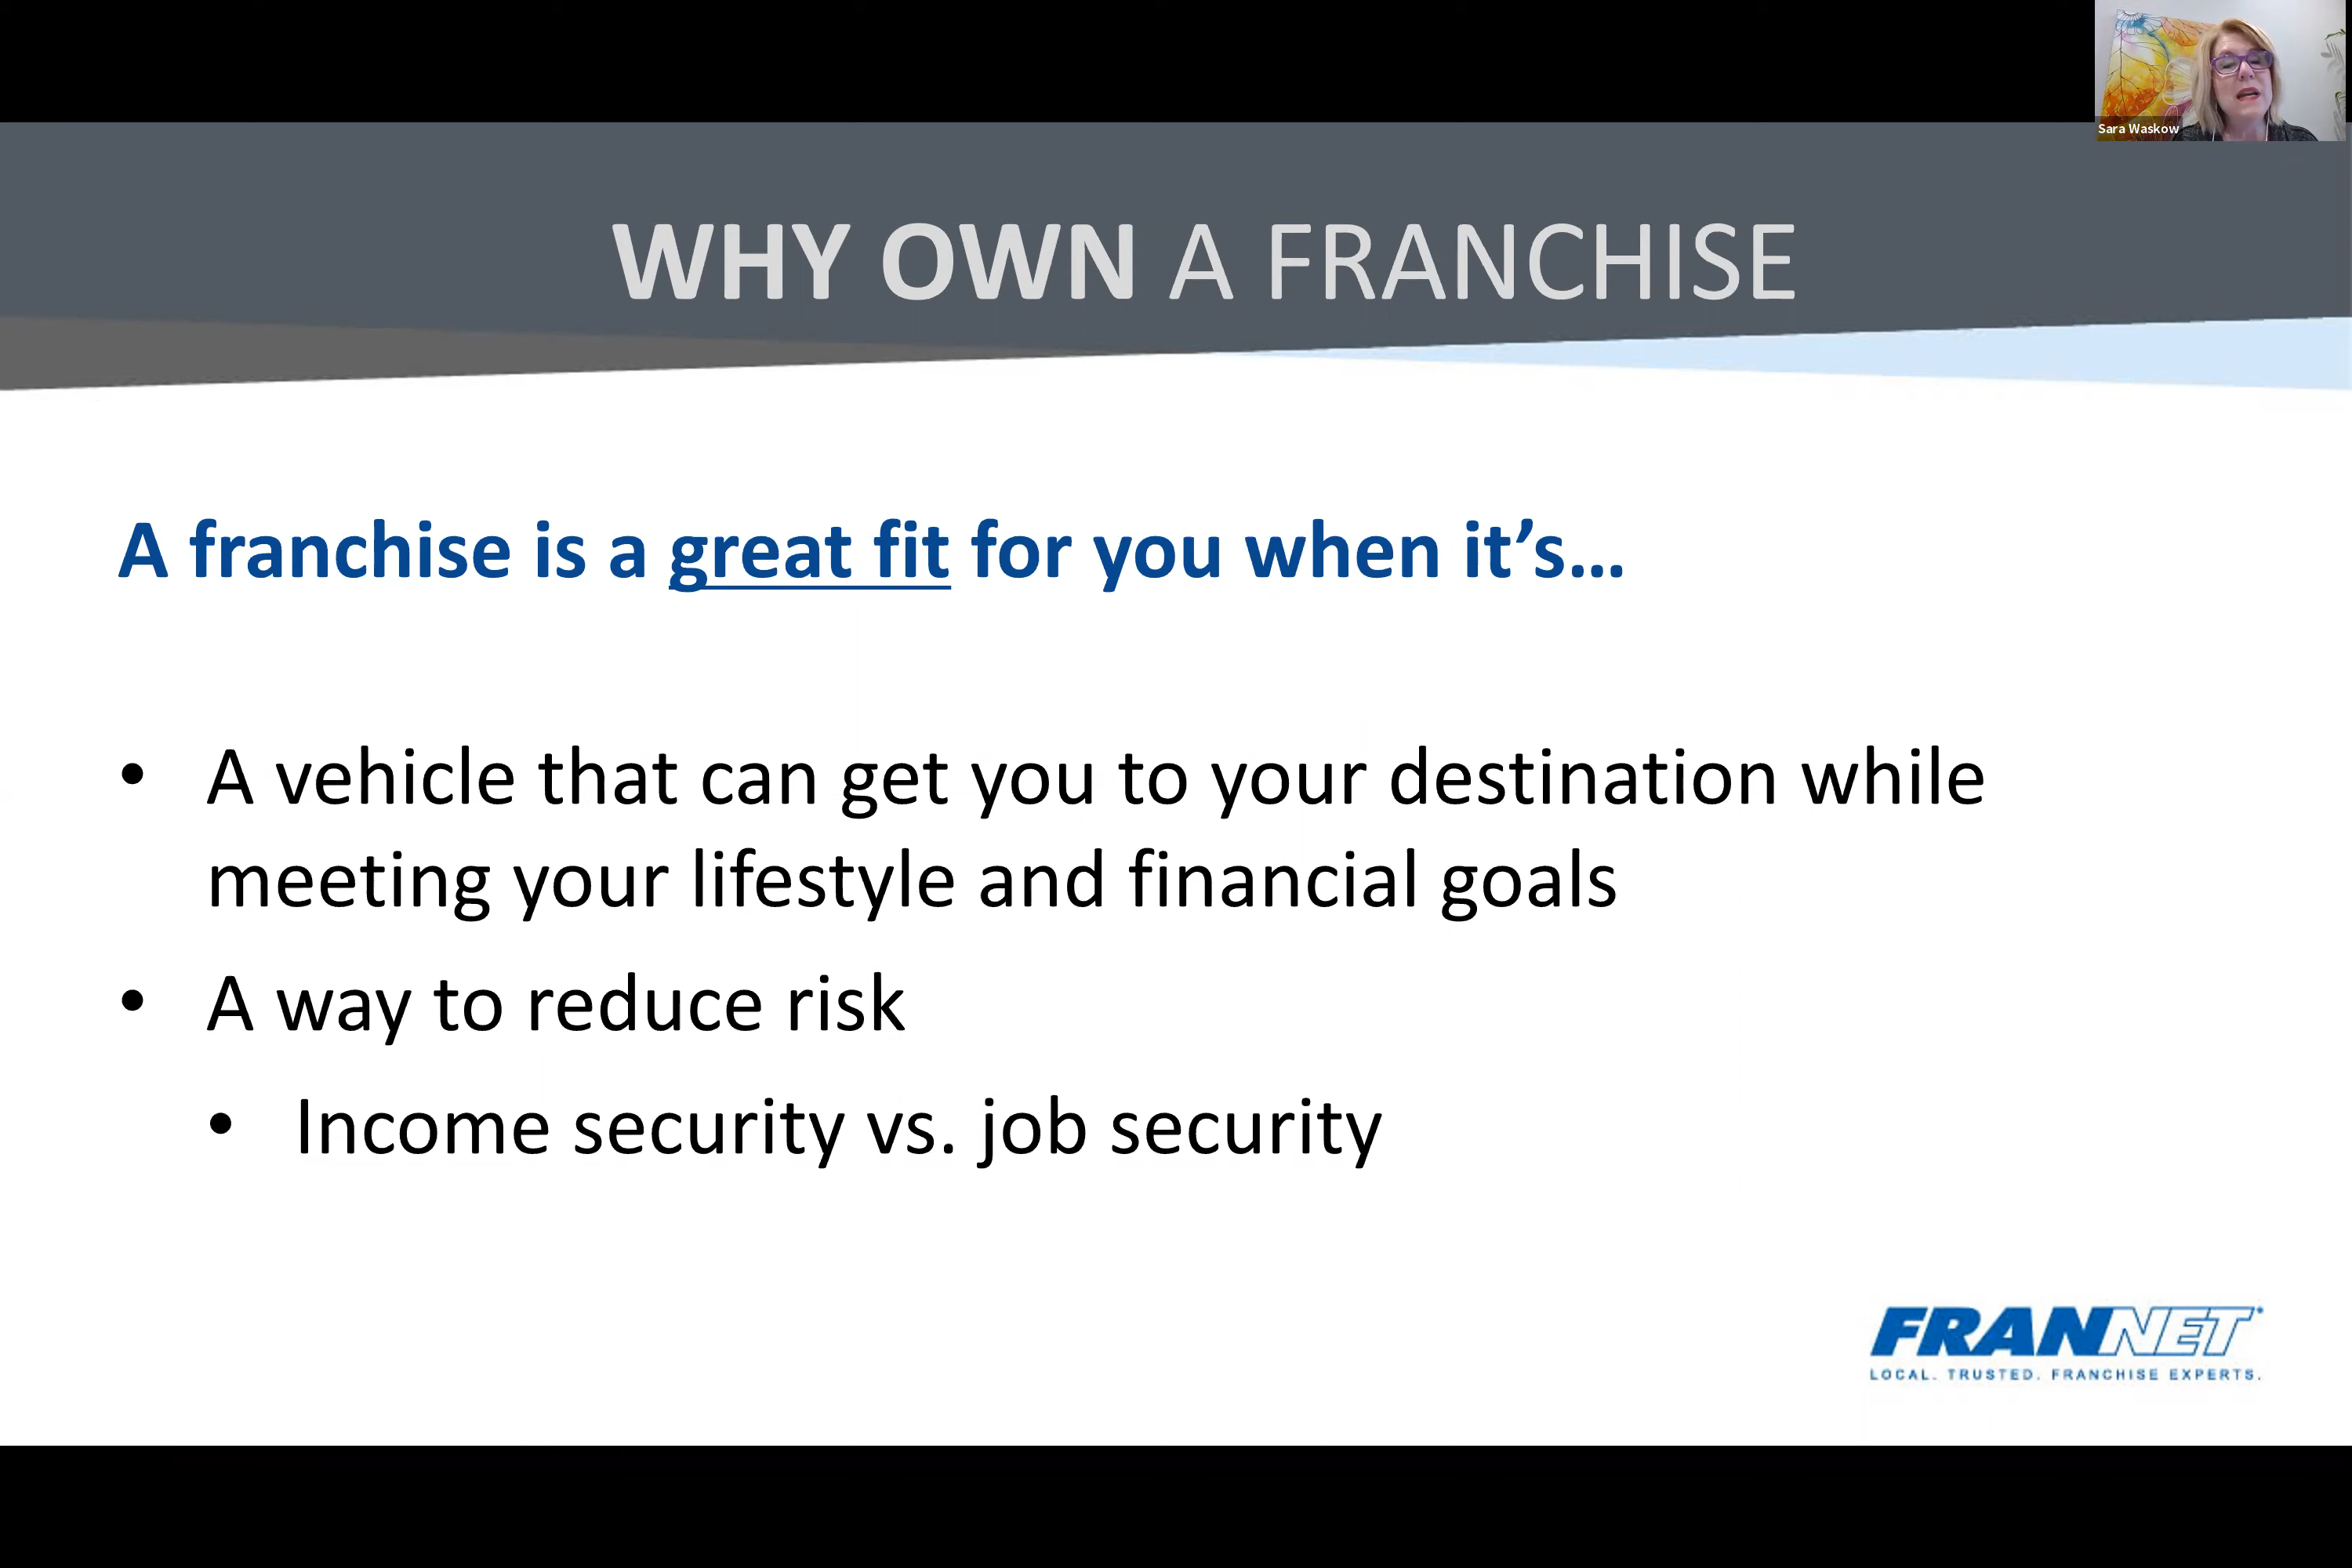 Sara Waskow
WHY OWN A FRANCHISE
A franchise is a great fit for you when it’s…
• A vehicle that can get you to your destination while
meeting your lifestyle and financial goals
• A way to reduce risk
• Income security vs. job security
FRANNET
LOCAL. TRUSTED. FRANCHISE EXPERTS.